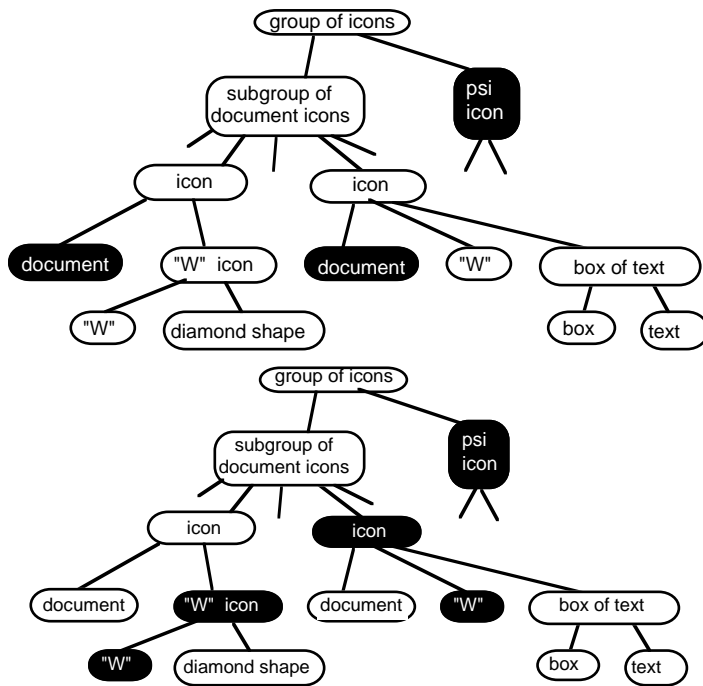 group of icons
subgroup of
document icons
psi
icon
icon
icon
document
"W" icon
document
"W"
box of text
"W"
diamond shape
box
text
group of icons
subgroup of
document icons
psi
icon
icon
icon
document
"W" icon
document
"W"
box of text
"W"
diamond shape
box
text